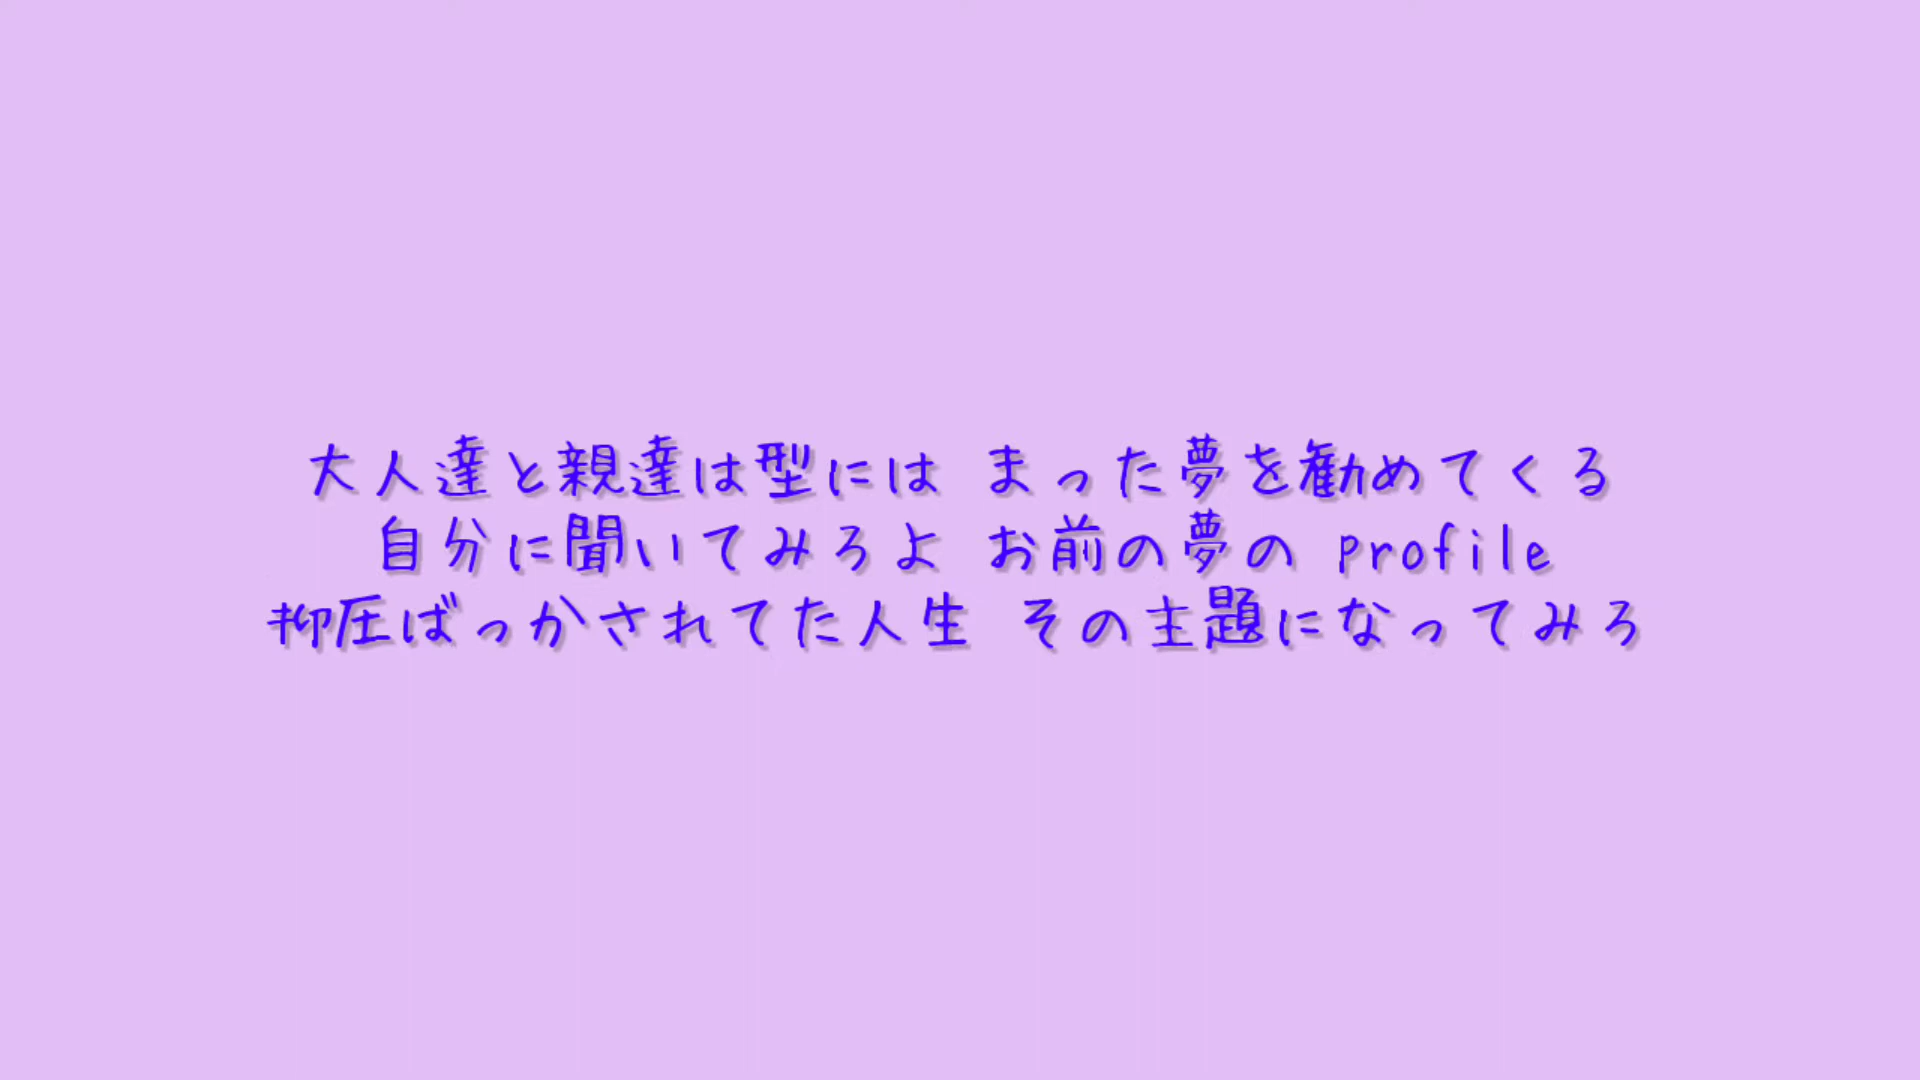 大人達と親達は型には まった夢を勧めてくる
自分に聞いてみろよ お前の夢の profile
抑圧ばっかされてた人生 その主題になってみろ